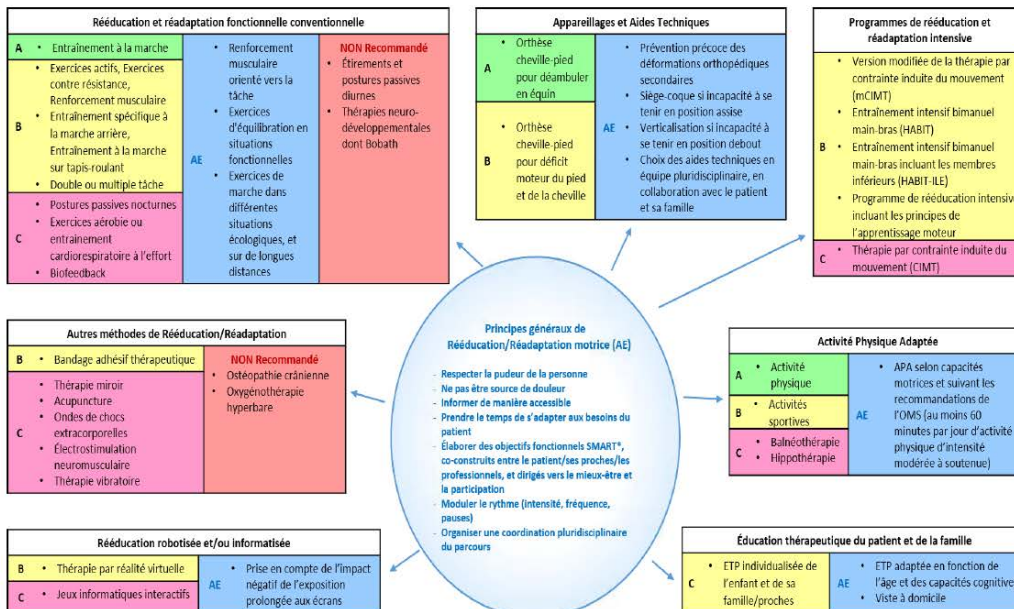 Rééducation et réadaptation fonctionnelle conventionnelle
A
• Entraînement à la marche
B
• Exercices actifs, Exercices
contre résistance,
Renforcement musculaire
• Entraînement spécifique à
la marche arrière,
Entraînement à la marche
sur tapis-roulant
• Double ou multiple tâche
C
• Postures passives nocturnes
• Exercices aérobie ou
entrainement
cardiorespiratoire à l'effort
• Biofeedback
AE
• Renforcement
musculaire
orienté vers la
tâche
• Exercices
d'équilibration en
situations
fonctionnelles
• Exercices de
marche dans
différentes
situations
écologiques, et
sur de longues
distances
NON Recommandé
• Étirements et
postures passives
diurnes
• Thérapies neuro-
développementales
dont Bobath
Appareillages et Aides Techniques
A
• Orthèse
cheville-pied
pour déambuler
en équin
B
• Orthèse
cheville-pied
pour déficit
moteur du pied
et de la cheville
AE
• Prévention précoce des
déformations orthopédiques
secondaires
• Siège-coque si incapacité à se
tenir en position assise
• Verticalisation si incapacité à
se tenir en position debout
• Choix des aides techniques en
équipe pluridisciplinaire, en
collaboration avec le patient
et sa famille
Programmes de rééducation et
réadaptation intensive
B
• Version modifiée de la thérapie par
contrainte induite du mouvement
(mCIMT)
• Entraînement intensif bimanuel
main-bras (HABIT)
• Entraînement intensif bimanuel
main-bras incluant les membres
inférieurs (HABIT-ILE)
• Programme de rééducation intensive
incluant les principes de
l'apprentissage moteur
C
• Thérapie par contrainte induite du
mouvement (CIMT)
Autres méthodes de Rééducation/Réadaptation
B
• Bandage adhésif thérapeutique
C
• Thérapie miroir
• Acupuncture
• Ondes de chocs
extracorporelles
• Électrostimulation
neuromusculaire
• Thérapie vibratoire
NON Recommandé
• Ostéopathie crânienne
• Oxygénothérapie
hyperbare
Principes généraux de
Rééducation/Réadaptation motrice (AE)
- Respecter la pudeur de la personne
- Ne pas être source de douleur
- Informer de manière accessible
- Prendre le temps de s'adapter aux besoins du
patient
- Élaborer des objectifs fonctionnels SMART*,
co-construits entre le patient/ses proches/les
professionnels, et dirigés vers le mieux-être et
la participation
- Moduler le rythme (intensité, fréquence,
pauses)
- Organiser une coordination pluridisciplinaire
du parcours
Activité Physique Adaptée
A
• Activité
physique
B
• Activités
sportives
C
• Balnéothérapie
• Hippothérapie
AE
• APA selon capacités
motrices et suivant les
recommandations de
l'OMS (au moins 60
minutes par jour d'activité
physique d'intensité
modérée à soutenue)
Rééducation robotisée et/ou informatisée
B
• Thérapie par réalité virtuelle
C
• Jeux informatiques interactifs
AE
• Prise en compte de l'impact
négatif de l'exposition
prolongée aux écrans
Éducation thérapeutique du patient et de la famille
C
• ETP individualisée de
l'enfant et de sa
famille/proches
AE
• ETP adaptée en fonction de
l'âge et des capacités cognitives
• Viste à domicile